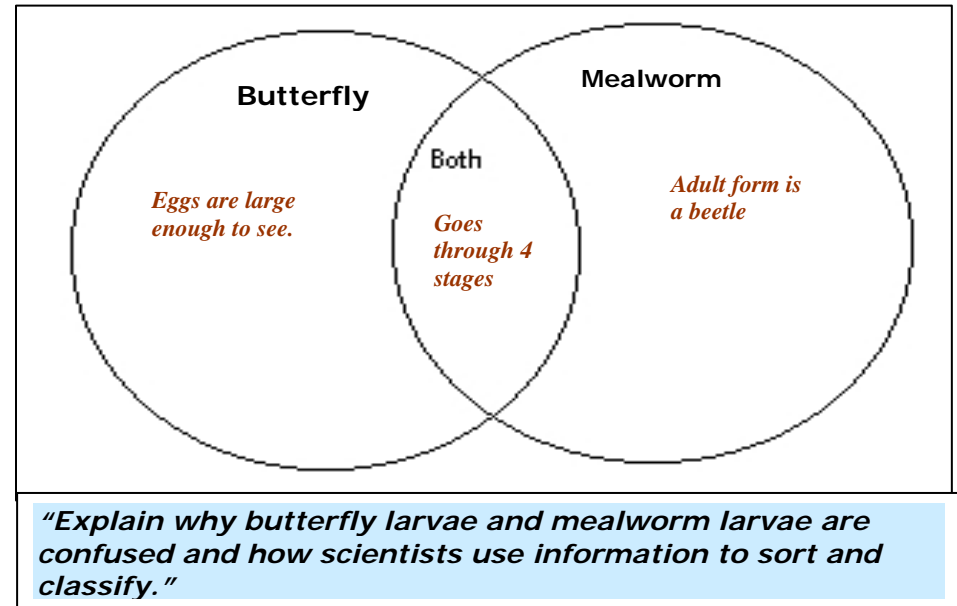 Butterfly
Mealworm
Both
Eggs are large
enough to see.
Goes
through 4
stages
Adult form is
a beetle
“Explain why butterfly larvae and mealworm larvae are
confused and how scientists use information to sort and
classify.”